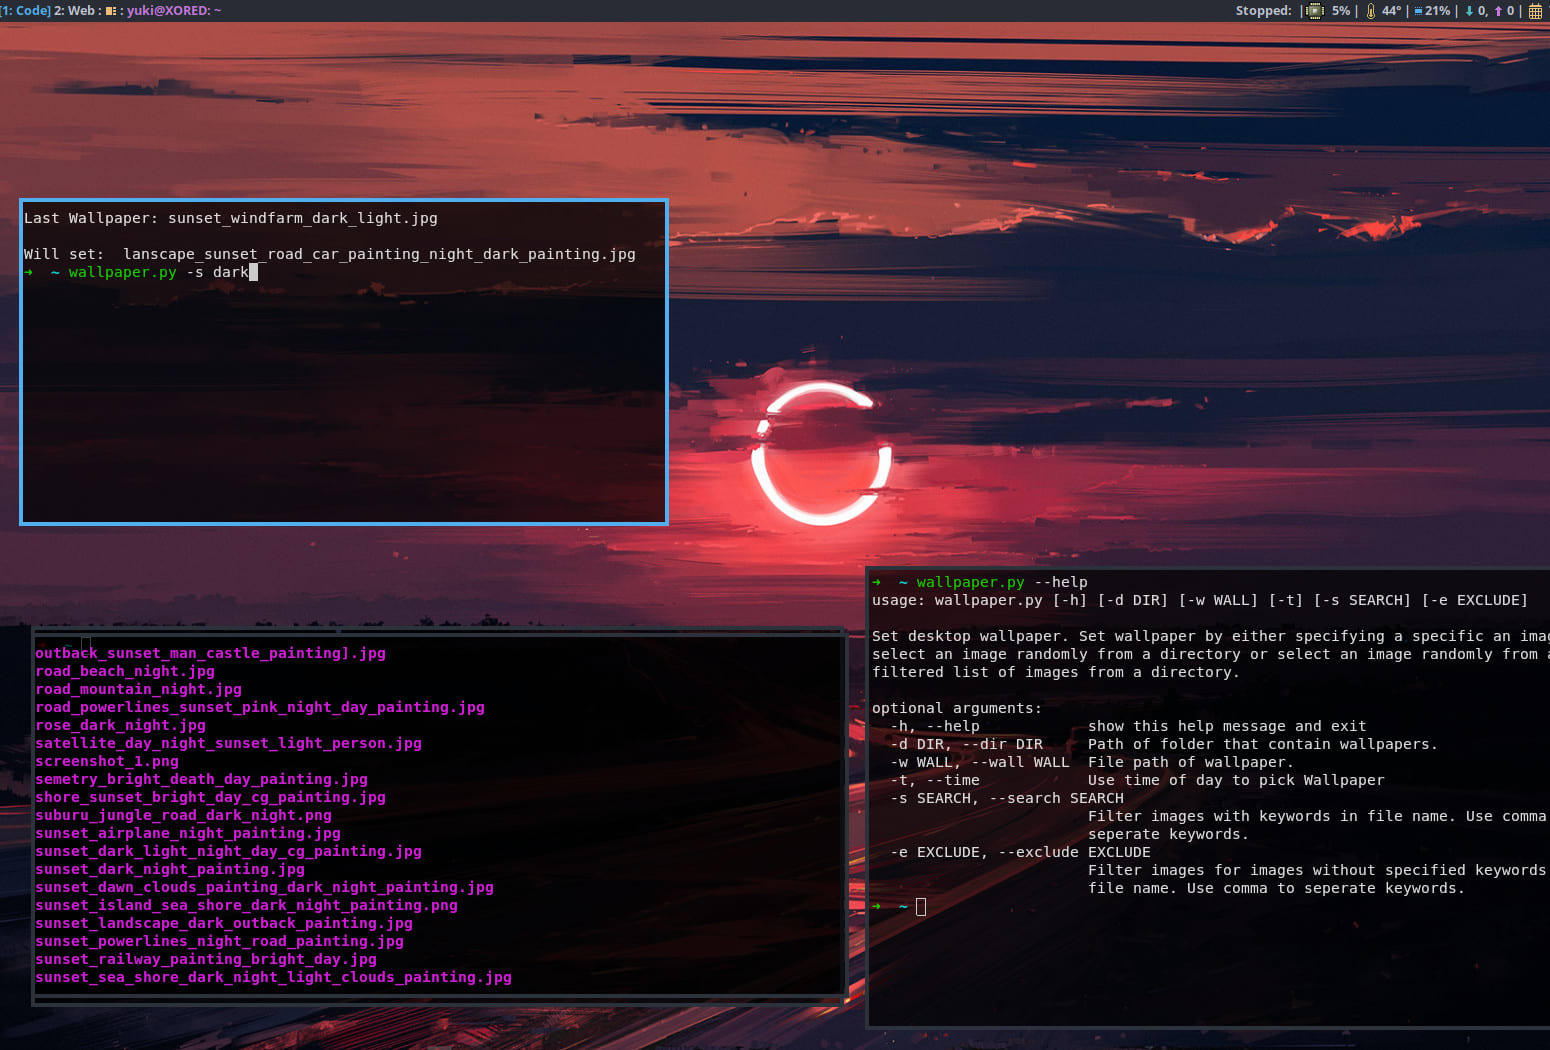 [1: Code] 2: Web : : yuki@XORED: ~
Stopped: | 5% | 44° | 21% | 0, 0 |
Last Wallpaper: sunset_windfarm_dark_light.jpg
Will set:  lanscape_sunset_road_car_painting_night_dark_painting.jpg
➜  ~ wallpaper.py -s dark
outback_sunset_man_castle_painting].jpg
road_beach_night.jpg
road_mountain_night.jpg
road_powerlines_sunset_pink_night_day_painting.jpg
rose_dark_night.jpg
satellite_day_night_sunset_light_person.jpg
screenshot_1.png
semetry_bright_death_day_painting.jpg
shore_sunset_bright_day_cg_painting.jpg
suburu_jungle_road_dark_night.png
sunset_airplane_night_painting.jpg
sunset_dark_light_night_day_cg_painting.jpg
sunset_dark_night_painting.jpg
sunset_dawn_clouds_painting_dark_night_painting.jpg
sunset_island_sea_shore_dark_night_painting.png
sunset_landscape_dark_outback_painting.jpg
sunset_powerlines_night_road_painting.jpg
sunset_railway_painting_bright_day.jpg
sunset_sea_shore_dark_night_light_clouds_painting.jpg
➜  ~ wallpaper.py --help
usage: wallpaper.py [-h] [-d DIR] [-w WALL] [-t] [-s SEARCH] [-e EXCLUDE]
Set desktop wallpaper. Set wallpaper by either specifying a specific an
select an image randomly from a directory or select an image randomly from
filtered list of images from a directory.
optional arguments:
-h, --help            show this help message and exit
-d DIR, --dir DIR     Path of folder that contain wallpapers.
-w WALL, --wall WALL  File path of wallpaper.
-t, --time            Use time of day to pick Wallpaper
-s SEARCH, --search SEARCH
Filter images with keywords in file name. Use comma
seperate keywords.
-e EXCLUDE, --exclude EXCLUDE
Filter images for images without specified keywords
file name. Use comma to seperate keywords.
➜  ~